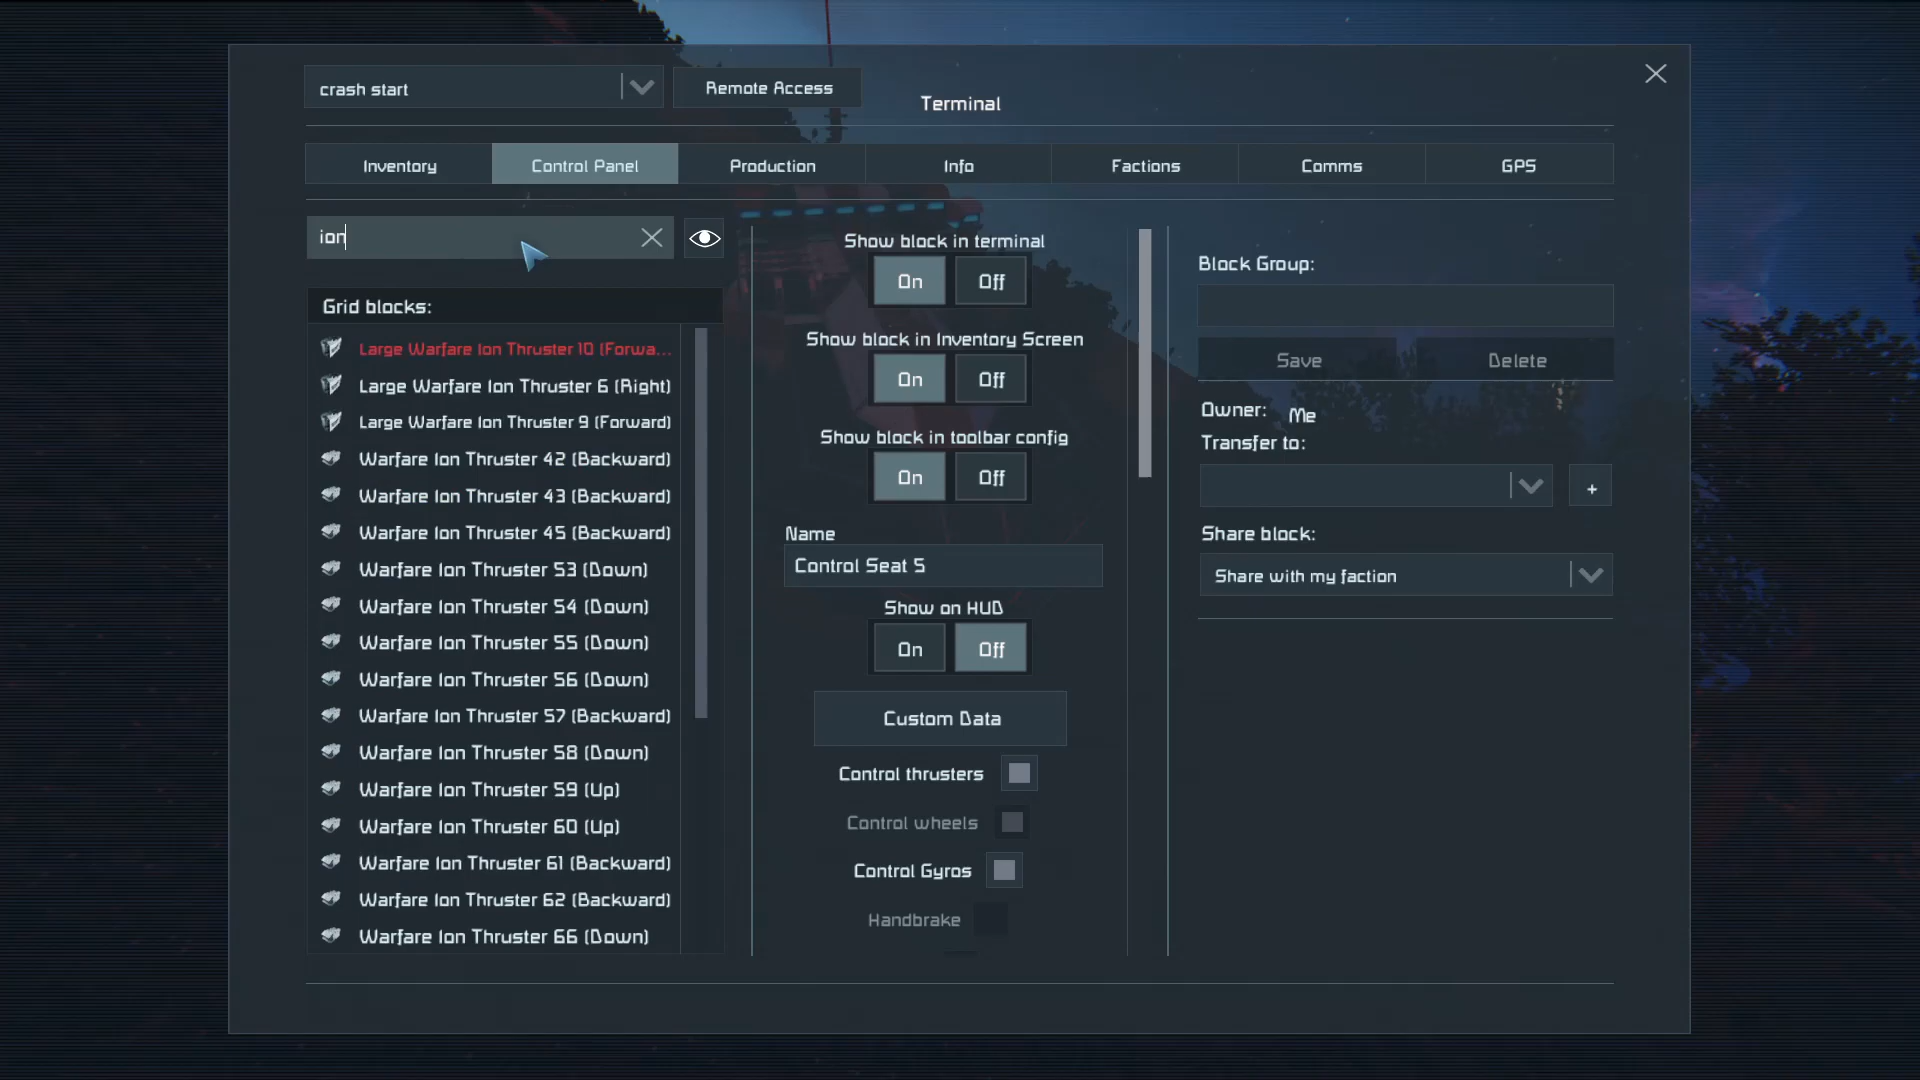 crash start
Remote Access
Terminal
Inventory
Control Panel
Production
Info
Factions
Comms
GPS
ion
Grid blocks:
Large Warfare Ion Thruster 10 (Forwa...
Large Warfare Ion Thruster 6 (Right)
Large Warfare Ion Thruster 9 (Forward)
Warfare Ion Thruster 42 (Backward)
Warfare Ion Thruster 43 (Backward)
Warfare Ion Thruster 45 (Backward)
Warfare Ion Thruster 53 (Down)
Warfare Ion Thruster 54 (Down)
Warfare Ion Thruster 55 (Down)
Warfare Ion Thruster 56 (Down)
Warfare Ion Thruster 57 (Backward)
Warfare Ion Thruster 58 (Down)
Warfare Ion Thruster 59 (Up)
Warfare Ion Thruster 60 (Up)
Warfare Ion Thruster 61 (Backward)
Warfare Ion Thruster 62 (Backward)
Warfare Ion Thruster 66 (Down)
Show block in terminal
On Off
Show block in Inventory Screen
On Off
Show block in toolbar config
On Off
Name
Control Seat 5
Show on HUD
On Off
Custom Data
Control thrusters
Control wheels
Control Gyros
Handbrake
Block Group:
Save
Delete
Owner: Me
Transfer to:
+
Share block:
Share with my faction